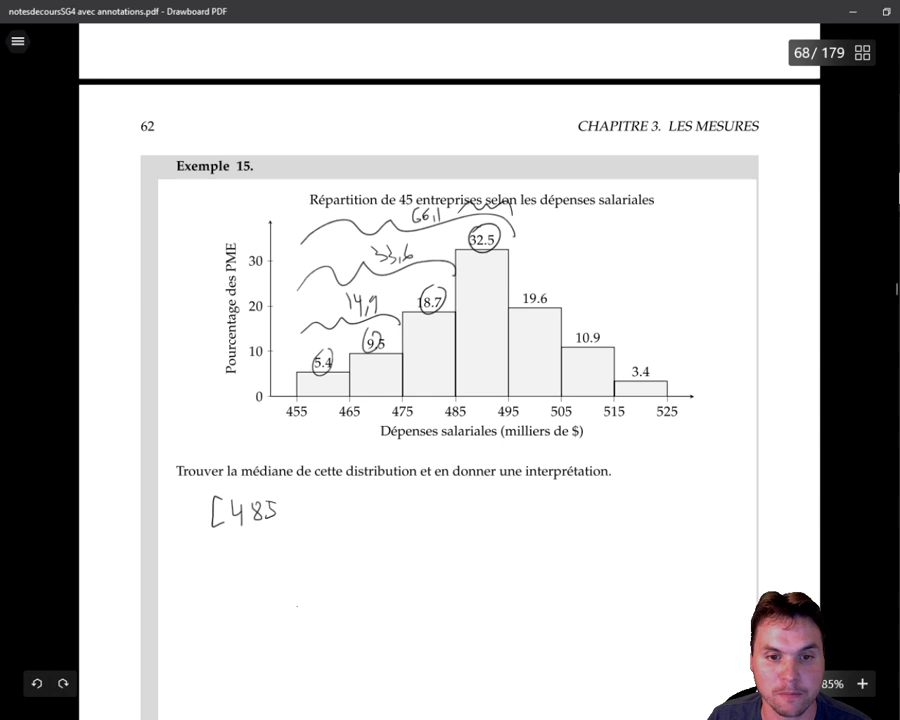 notesdecoursSG4 avec annotations.pdf - Drawboard PDF
68 / 179
62
CHAPITRE 3. LES MESURES
Exemple 15.
Répartition de 45 entreprises selon les dépenses salariales
66,1
33,6
14,9
Pourcentage des PME
30
20
10
0
5.4
9.5
18.7
32.5
19.6
10.9
3.4
455 465 475 485 495 505 515 525
Dépenses salariales (milliers de $)
Trouver la médiane de cette distribution et en donner une interprétation.
[485
85%